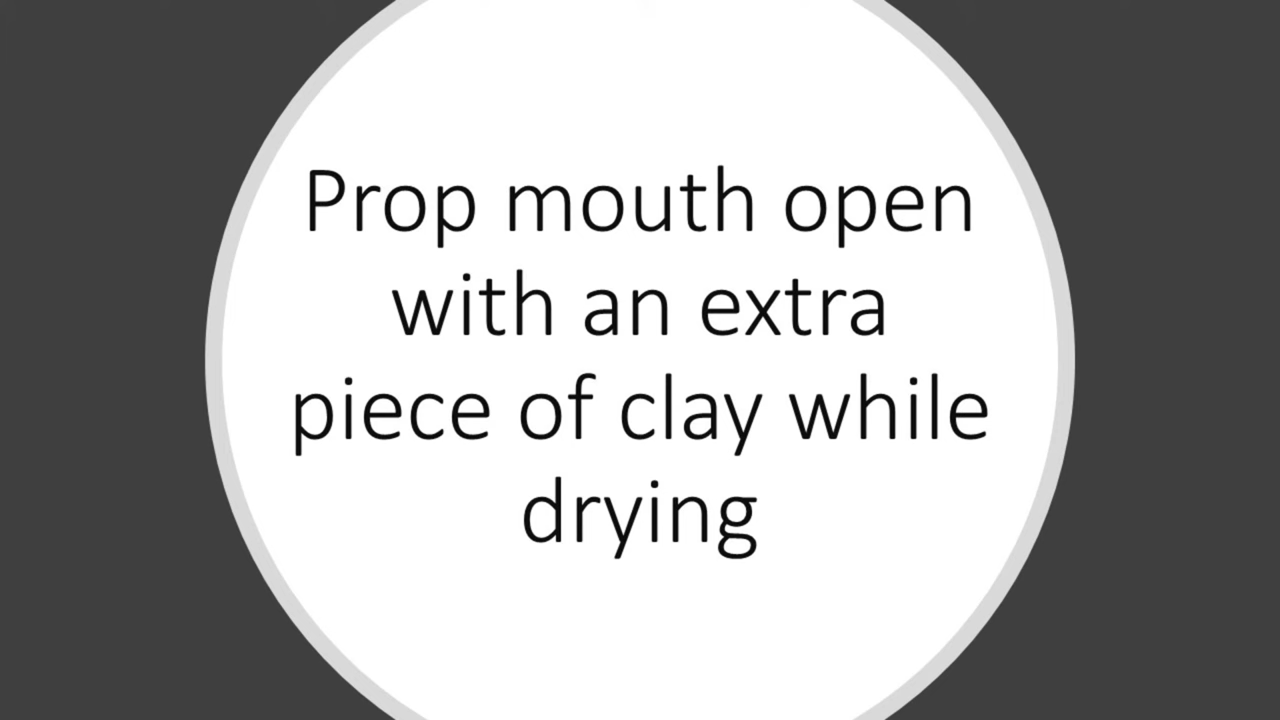 Prop mouth open
with an extra
piece of clay while
drying